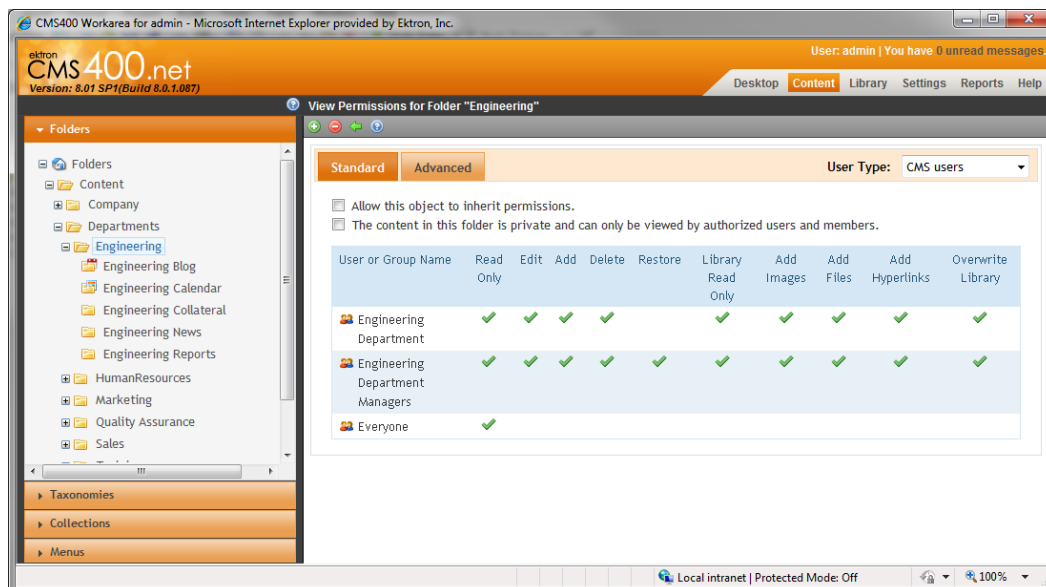 CMS400 Workarea for admin - Microsoft Internet Explorer provided by Ektron, Inc.
ektron
CMS400.net
Version: 8.01 SP1(Build 8.0.1.087)
User: admin | You have 0 unread messages
Desktop Content Library Settings Reports Help
View Permissions for Folder "Engineering"
Folders
Folders
Content
Company
Departments
Engineering
Engineering Blog
Engineering Calendar
Engineering Collateral
Engineering News
Engineering Reports
HumanResources
Marketing
Quality Assurance
Sales
Taxonomies
Collections
Menus
Standard Advanced
User Type: CMS users
Allow this object to inherit permissions.
The content in this folder is private and can only be viewed by authorized users and members.
User or Group Name Read Edit Add Delete Restore Library Add Add Add Overwrite
Only Read Images Files Hyperlinks Library
Only
Engineering
Department
Engineering
Department
Managers
Everyone
Local intranet | Protected Mode: Off
100%